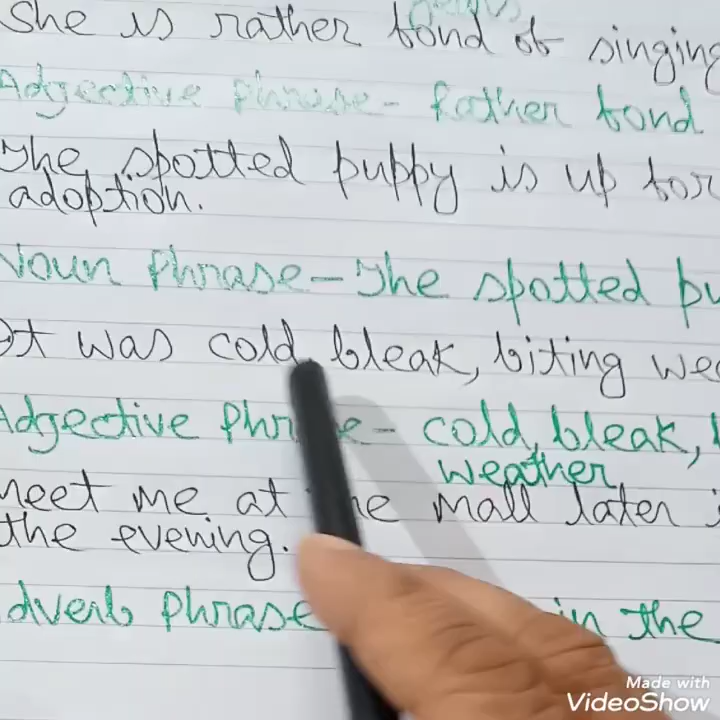 She is rather fond of singing
Adjective phrase - Rather fond
The spotted puppy is up for
adoption.
Noun Phrase - The spotted pu
It was cold bleak, biting wea
Adjective phrase - cold, bleak, b
weather
meet me at the mall later i
the evening.
dverb phrase in the
Made with
VideoShow